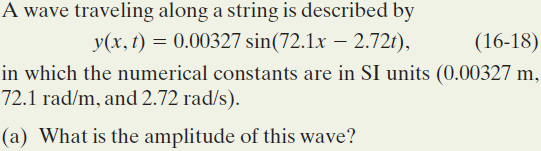 A wave traveling along a string is described by
y(x, t) = 0.00327 sin(72.1x − 2.72t), (16-18)
in which the numerical constants are in SI units (0.00327 m,
72.1 rad/m, and 2.72 rad/s).
(a) What is the amplitude of this wave?